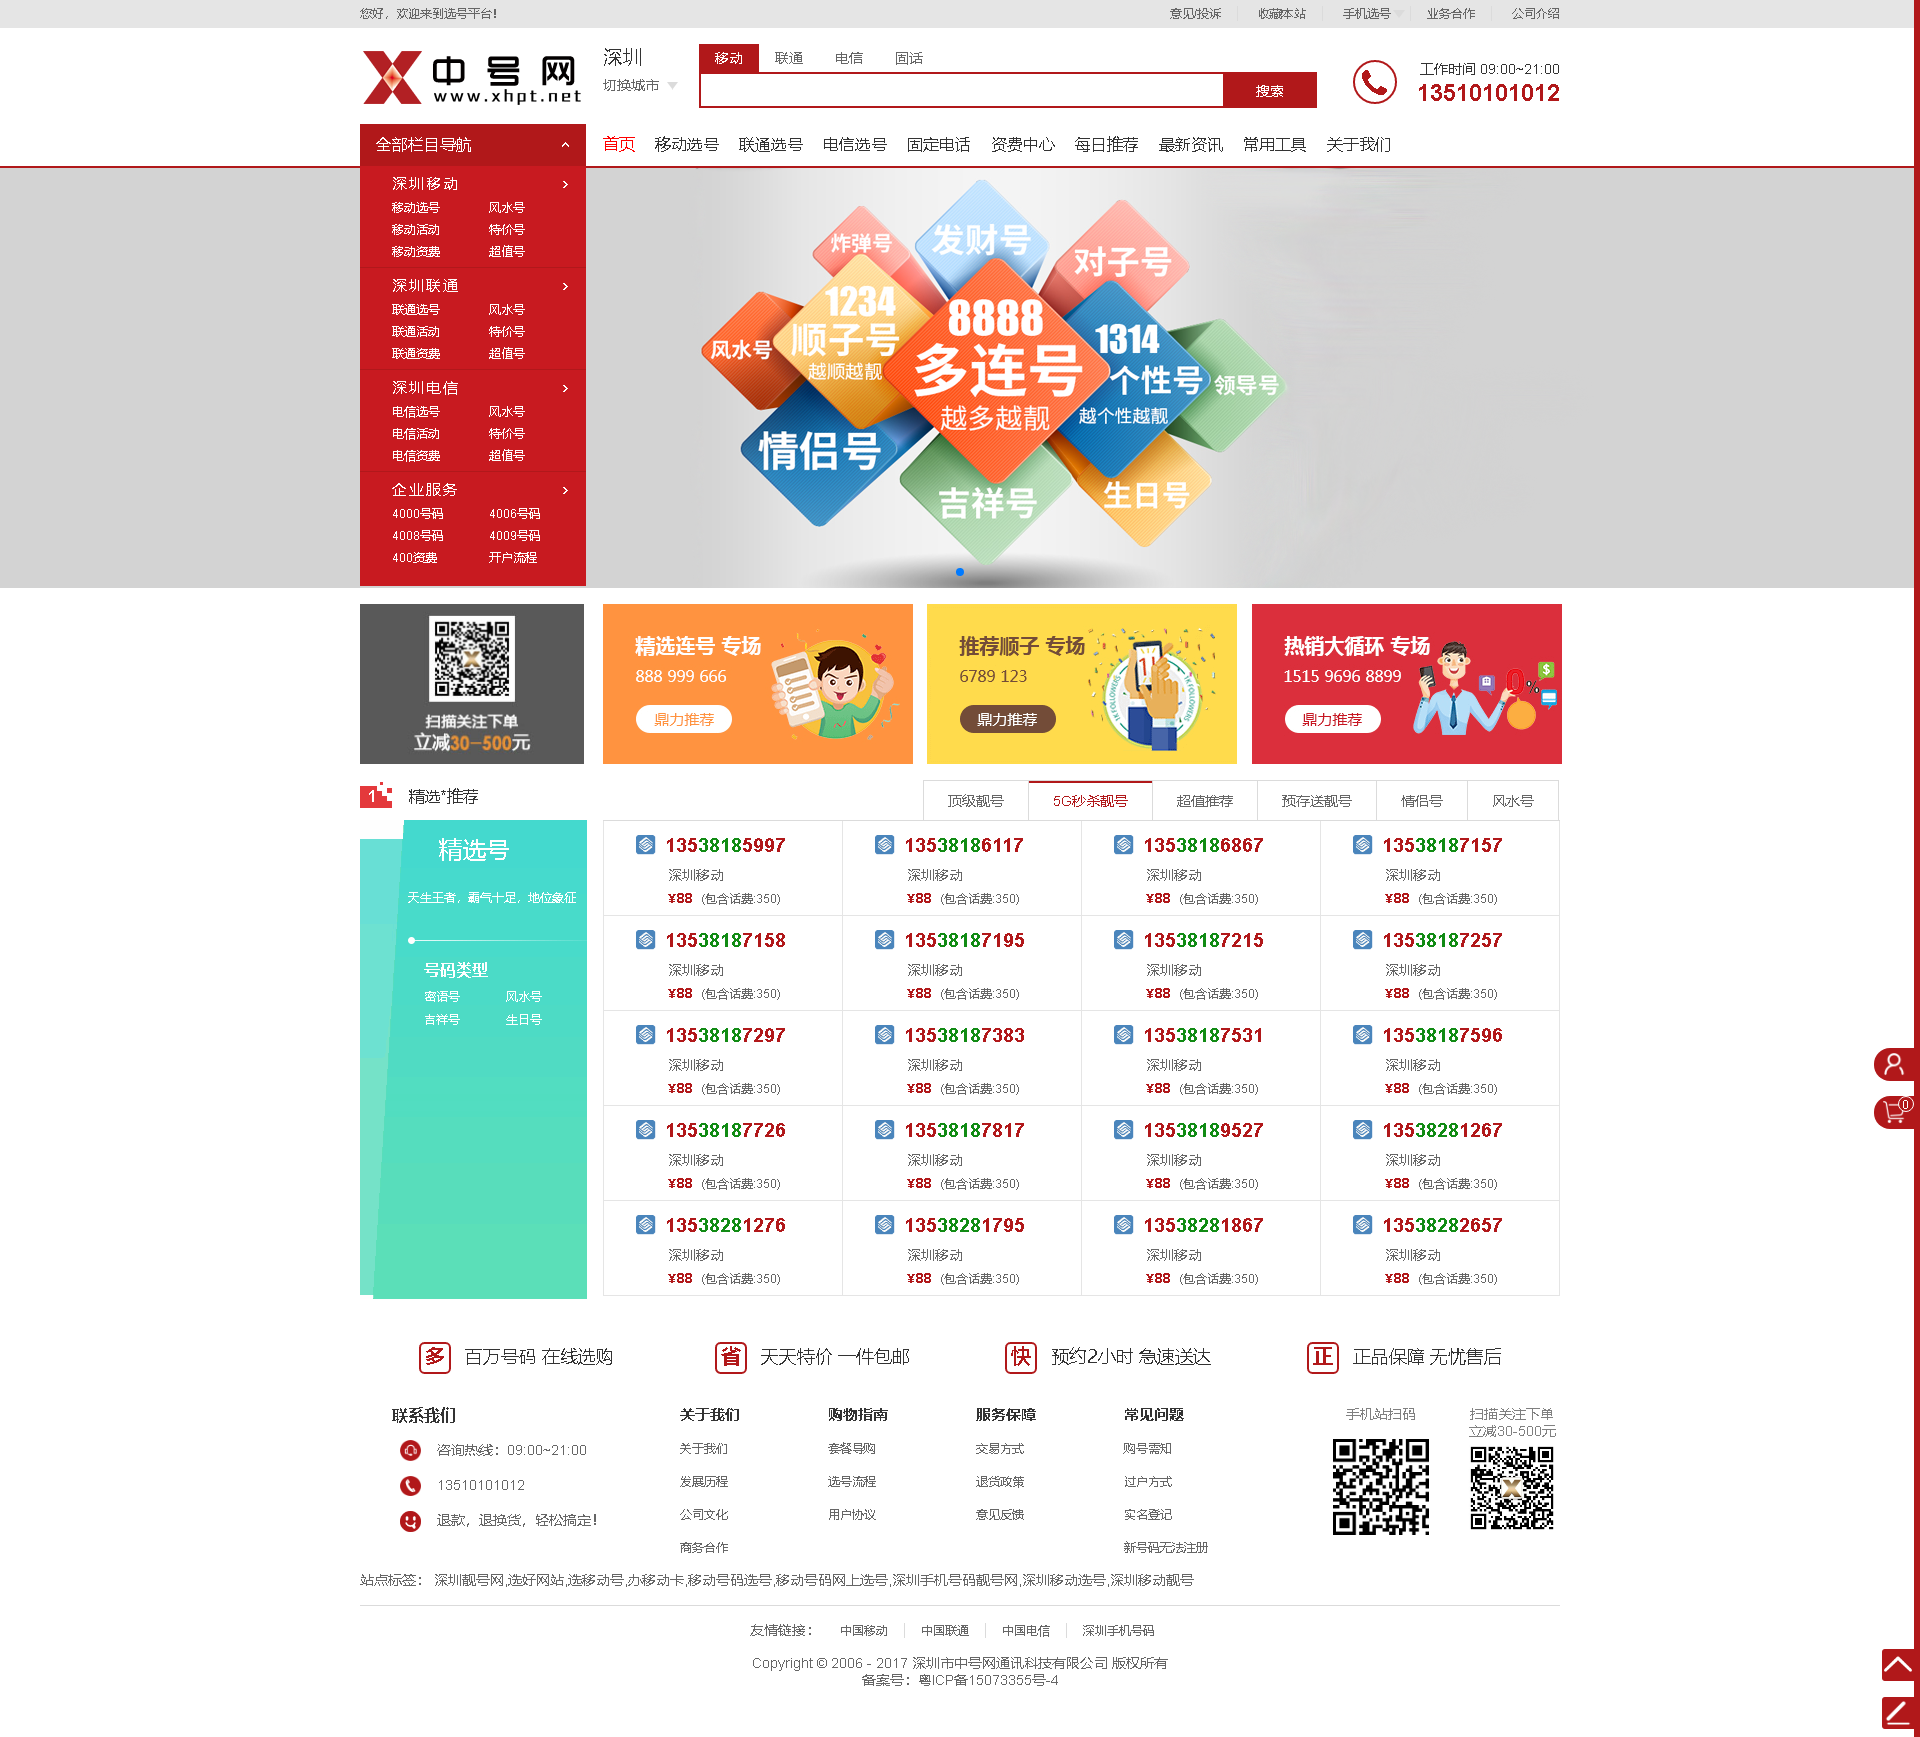 您好，欢迎来到选号平台！
意见/投诉 收藏本站 手机选号 业务合作 公司介绍
中号网
www.xhpt.net
深圳
切换城市
移动 联通 电信 固话
搜索
工作时间 09:00~21:00
13510101012
全部栏目导航
首页 移动选号 联通选号 电信选号 固定电话 资费中心 每日推荐 最新资讯 常用工具 关于我们
深圳移动
移动选号 风水号
移动活动 特价号
移动资费 超值号
深圳联通
联通选号 风水号
联通活动 特价号
联通资费 超值号
深圳电信
电信选号 风水号
电信活动 特价号
电信资费 超值号
企业服务
4000号码 4006号码
4008号码 4009号码
400资费 开户流程
炸弹号
发财号
对子号
风水号
1234
顺子号
越顺越靓
8888
多连号
越多越靓
1314
个性号
越个性越靓
领导号
情侣号
吉祥号
生日号
扫描关注下单
立减30-500元
精选连号 专场
888 999 666
鼎力推荐
推荐顺子 专场
6789 123
鼎力推荐
热销大循环 专场
1515 9696 8899
鼎力推荐
1 精选*推荐
顶级靓号 5G秒杀靓号 超值推荐 预存送靓号 情侣号 风水号
精选号
天生王者，霸气十足，地位象征
号码类型
密语号 风水号
吉祥号 生日号
13538185997 13538186117 13538186867 13538187157
深圳移动 深圳移动 深圳移动 深圳移动
¥88 (包含话费:350) ¥88 (包含话费:350) ¥88 (包含话费:350) ¥88 (包含话费:350)
13538187158 13538187195 13538187215 13538187257
深圳移动 深圳移动 深圳移动 深圳移动
¥88 (包含话费:350) ¥88 (包含话费:350) ¥88 (包含话费:350) ¥88 (包含话费:350)
13538187297 13538187383 13538187531 13538187596
深圳移动 深圳移动 深圳移动 深圳移动
¥88 (包含话费:350) ¥88 (包含话费:350) ¥88 (包含话费:350) ¥88 (包含话费:350)
13538187726 13538187817 13538189527 13538281267
深圳移动 深圳移动 深圳移动 深圳移动
¥88 (包含话费:350) ¥88 (包含话费:350) ¥88 (包含话费:350) ¥88 (包含话费:350)
13538281276 13538281795 13538281867 13538282657
深圳移动 深圳移动 深圳移动 深圳移动
¥88 (包含话费:350) ¥88 (包含话费:350) ¥88 (包含话费:350) ¥88 (包含话费:350)
0
多 百万号码 在线选购
省 天天特价 一件包邮
快 预约2小时 急速送达
正 正品保障 无忧售后
联系我们
咨询热线：09:00~21:00
13510101012
退款，退换货，轻松搞定！
关于我们
关于我们
发展历程
公司文化
商务合作
购物指南
套餐导购
选号流程
用户协议
服务保障
交易方式
退货政策
意见反馈
常见问题
购号需知
过户方式
实名登记
新号码无法注册
手机站扫码
扫描关注下单
立减30-500元
站点标签： 深圳靓号网,选好网站,选移动号,办移动卡,移动号码选号,移动号码网上选号,深圳手机号码靓号网,深圳移动选号,深圳移动靓号
友情链接： 中国移动 中国联通 中国电信 深圳手机号码
Copyright © 2006 - 2017 深圳市中号网通讯科技有限公司 版权所有
备案号：粤ICP备15073355号-4